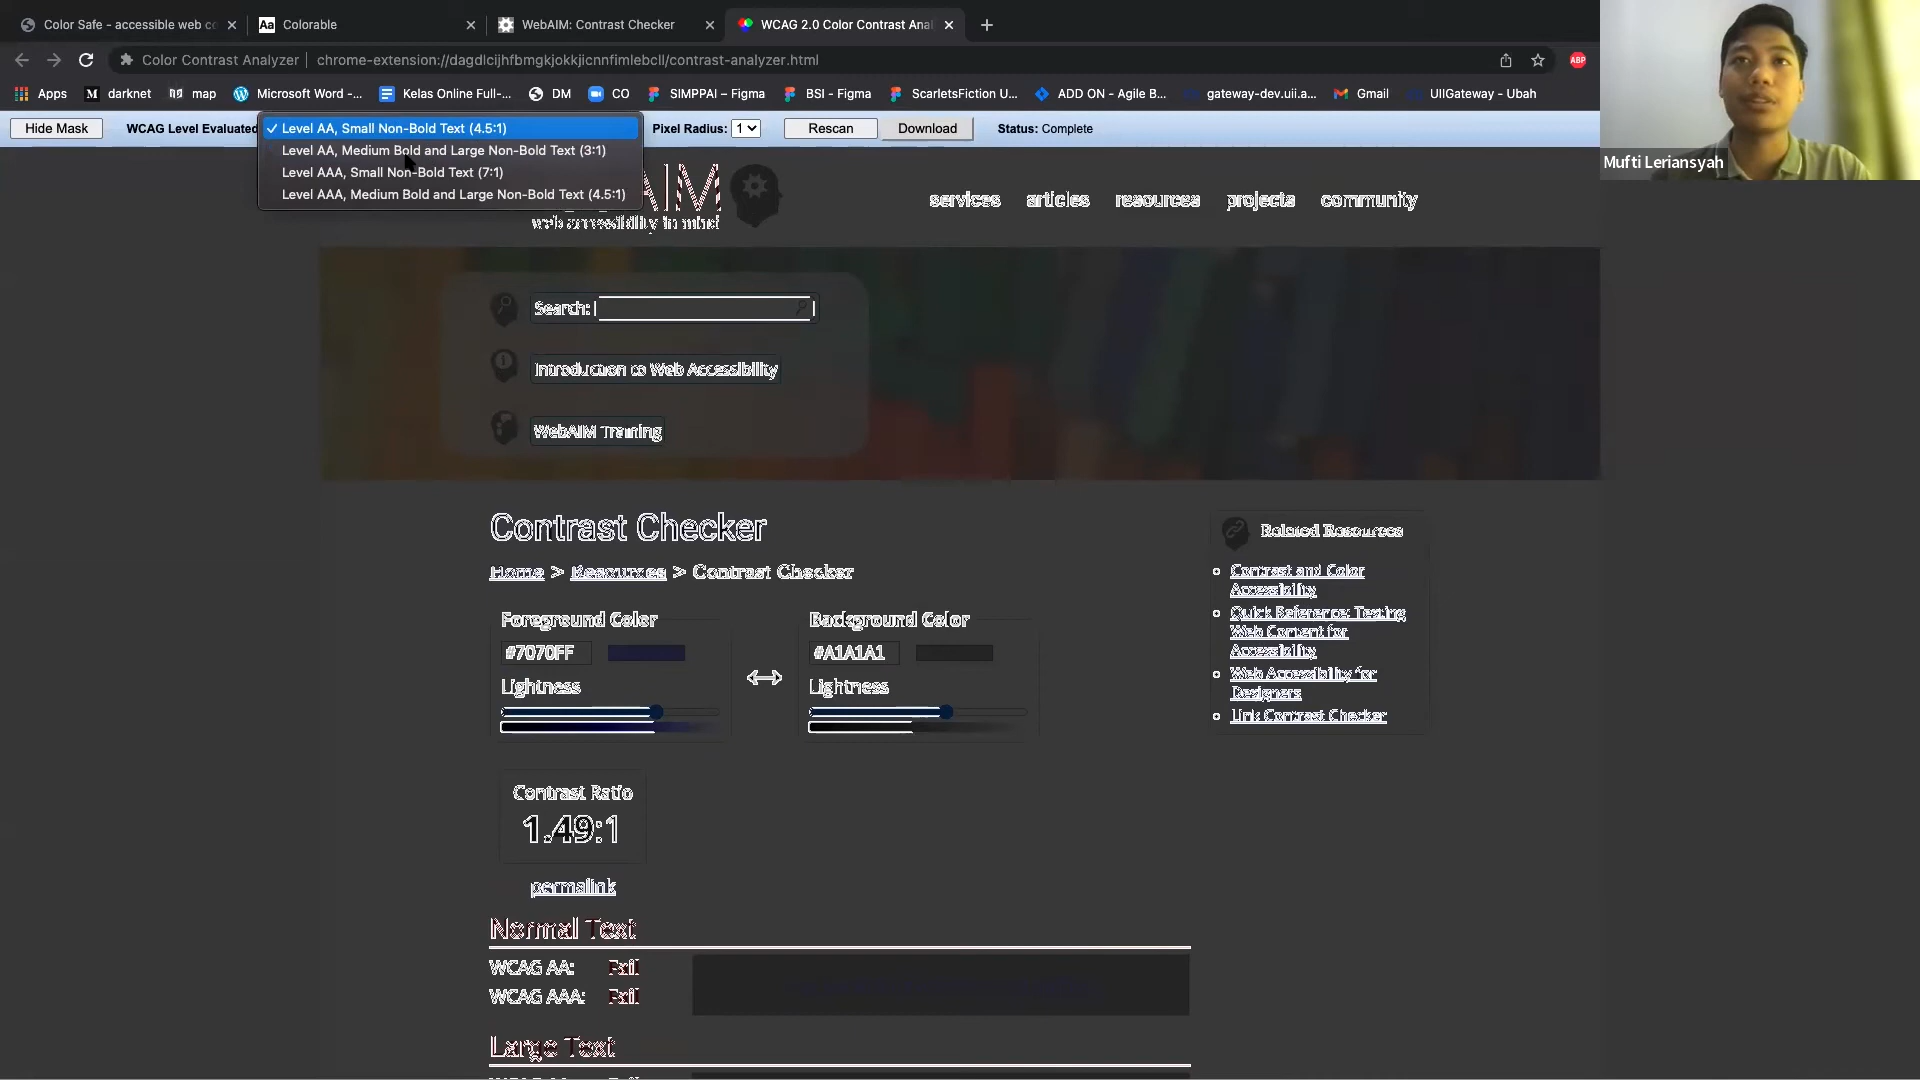 Color Safe - accessible web c
Colorable
WebAIM: Contrast Checker
WCAG 2.0 Color Contrast Anal
Color Contrast Analyzer
chrome-extension://dagdlcijhfbmgkjokkjicnnfimlebcll/contrast-analyzer.html
ABP
Apps
darknet
map
Microsoft Word -...
Kelas Online Full-...
DM
CO
SIMPPAI – Figma
BSI - Figma
ScarletsFiction U...
ADD ON - Agile B...
gateway-dev.uii.a...
Gmail
UIIGateway - Ubah
Hide Mask
WCAG Level Evaluated
Level AA, Small Non-Bold Text (4.5:1)
Level AA, Medium Bold and Large Non-Bold Text (3:1)
Level AAA, Small Non-Bold Text (7:1)
Level AAA, Medium Bold and Large Non-Bold Text (4.5:1)
Pixel Radius: 1
Rescan
Download
Status: Complete
Mufti Leriansyah
AIM
web accessibility in mind
services
articles
resources
projects
community
Search:
Introduction to Web Accessibility
WebAIM Training
Contrast Checker
Home > Resources > Contrast Checker
Foreground Color
#7070FF
Lightness
Background Color
#A1A1A1
Lightness
Contrast Ratio
1.49:1
permalink
Normal Text
WCAG AA: Fail
WCAG AAA: Fail
Large Text
Related Resources
Contrast and Color
Accessibility
Quick Reference: Testing
Web Content for
Accessibility
Web Accessibility for
Designers
Link Contrast Checker